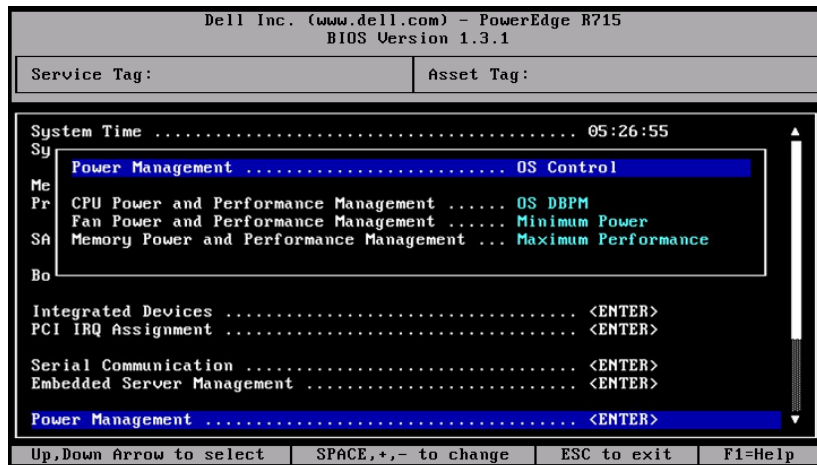 Dell Inc. (www.dell.com) - PowerEdge R715
BIOS Version 1.3.1
Service Tag:
Asset Tag:
System Time .......................................... 05:26:55
Sy
Power Management .......................... OS Control
Me
Pr
CPU Power and Performance Management ...... OS DBPM
Fan Power and Performance Management ...... Minimum Power
SA
Memory Power and Performance Management ... Maximum Performance
Bo
Integrated Devices ................................... <ENTER>
PCI IRQ Assignment ................................... <ENTER>
Serial Communication ................................. <ENTER>
Embedded Server Management ........................... <ENTER>
Power Management ..................................... <ENTER>
Up,Down Arrow to select
SPACE,+,- to change
ESC to exit
F1=Help